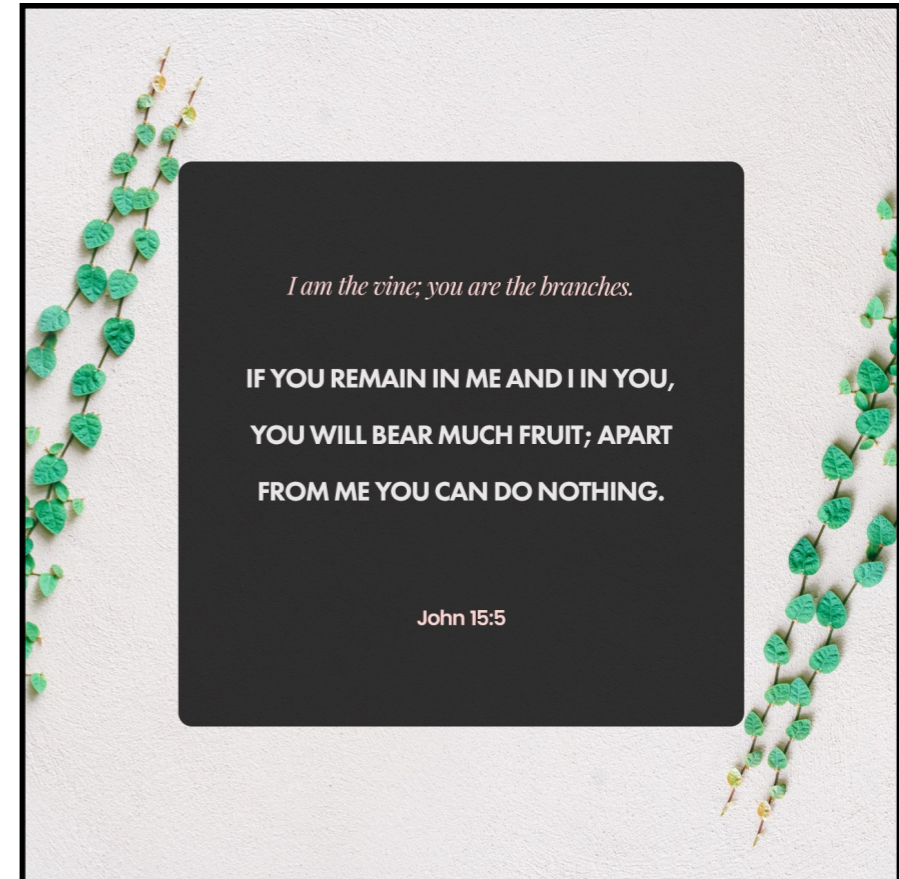 I am the vine; you are the branches.
IF YOU REMAIN IN ME AND I IN YOU,
YOU WILL BEAR MUCH FRUIT; APART
FROM ME YOU CAN DO NOTHING.
John 15:5